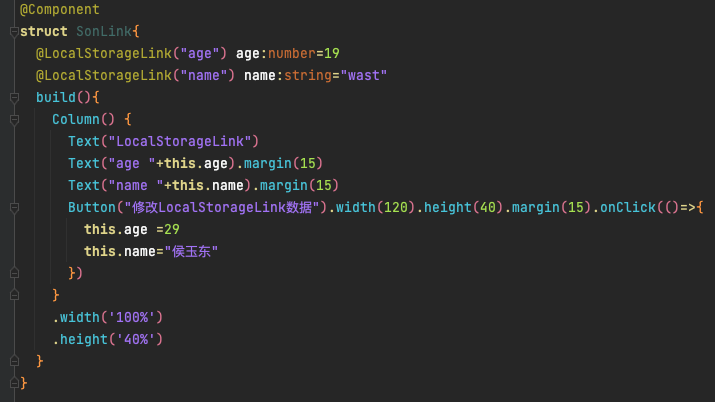 @Component
struct SonLink{
  @LocalStorageLink("age") age:number=19
  @LocalStorageLink("name") name:string="wast"
  build(){
    Column() {
      Text("LocalStorageLink")
      Text("age "+this.age).margin(15)
      Text("name "+this.name).margin(15)
      Button("修改LocalStorageLink数据").width(120).height(40).margin(15).onClick(()=>{
        this.age =29
        this.name="侯玉东"
      })
    }
    .width('100%')
    .height('40%')
  }
}